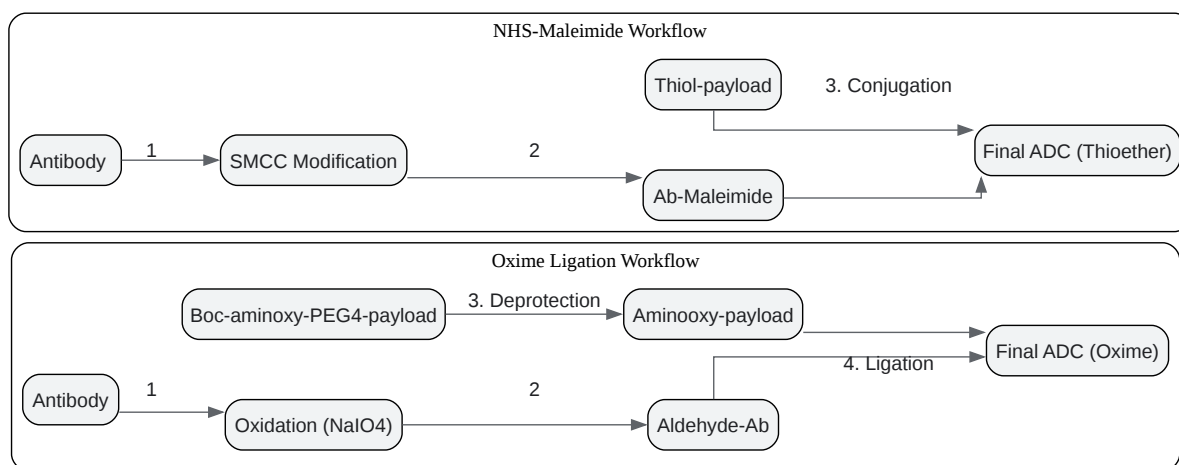 NHS-Maleimide Workflow
Thiol-payload
3. Conjugation
Antibody
1
SMCC Modification
2
Final ADC (Thioether)
Ab-Maleimide
Oxime Ligation Workflow
Boc-aminoxy-PEG4-payload
3. Deprotection
Aminooxy-payload
Final ADC (Oxime)
4. Ligation
Antibody
1
Oxidation (NaIO4)
2
Aldehyde-Ab